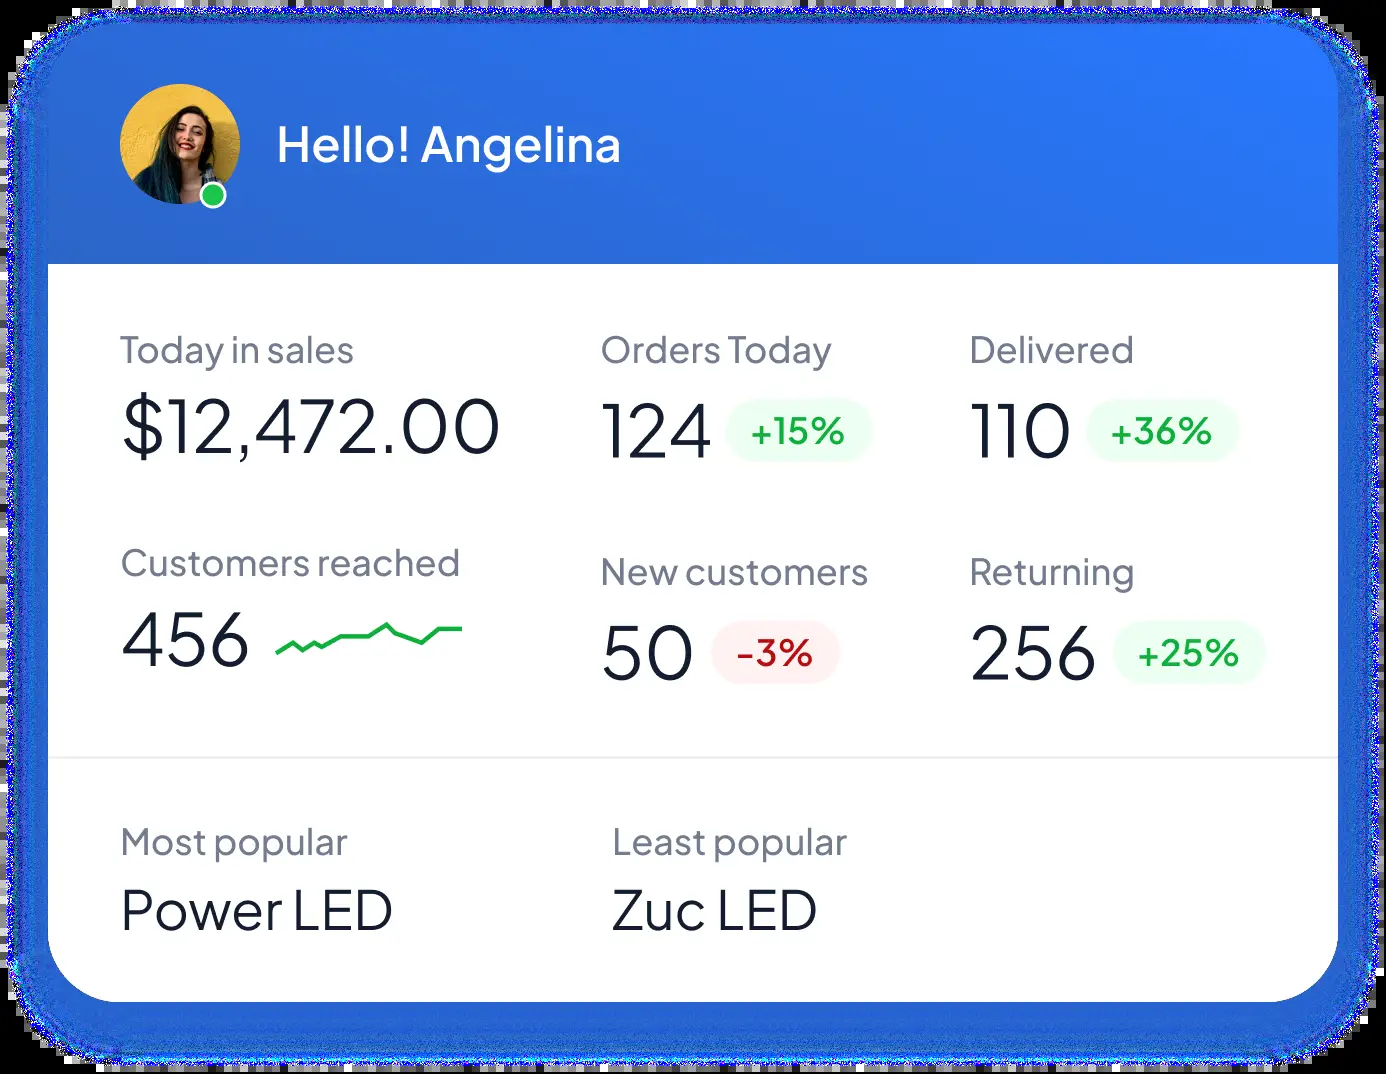 Hello! Angelina
Today in sales
$12,472.00
Orders Today
124 +15%
Delivered
110 +36%
Customers reached
456
New customers
50 -3%
Returning
256 +25%
Most popular
Power LED
Least popular
Zuc LED